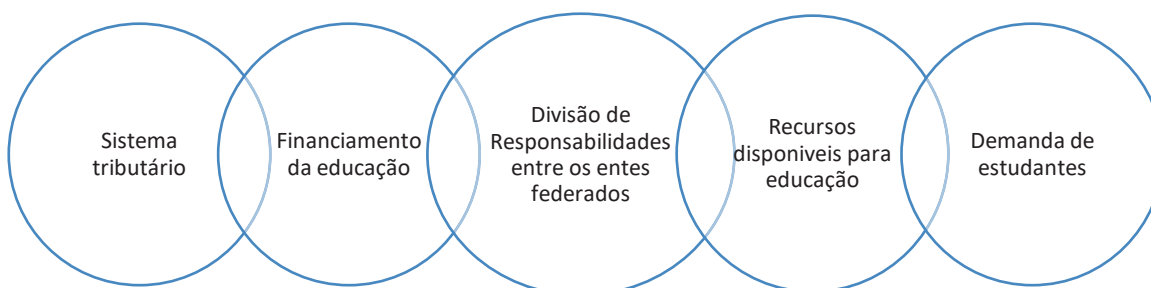 Sistema
tributário
Financiamento
da educação
Divisão de
Responsabilidades
entre os entes
federados
Recursos
disponiveis para
educação
Demanda de
estudantes